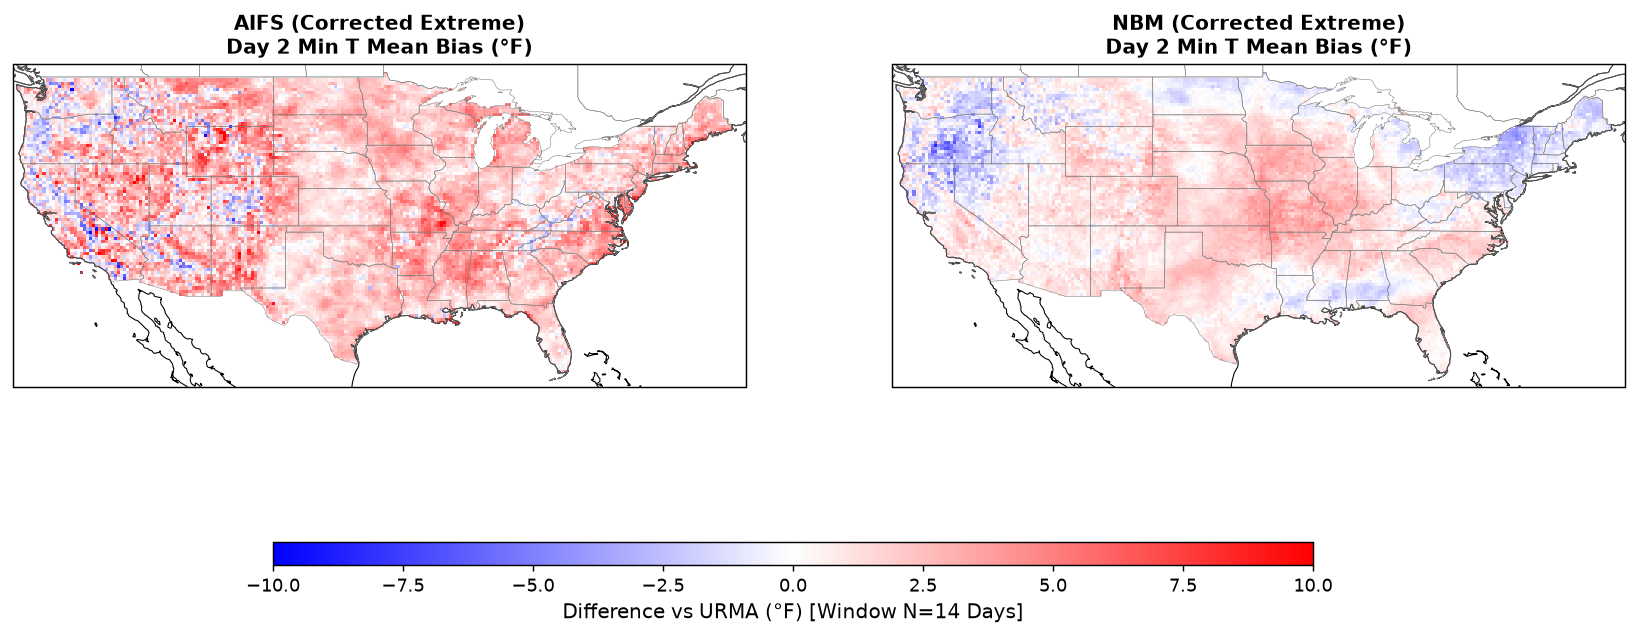 AIFS (Corrected Extreme)
Day 2 Min T Mean Bias (°F)
NBM (Corrected Extreme)
Day 2 Min T Mean Bias (°F)
−10.0 −7.5 −5.0 −2.5 0.0 2.5 5.0 7.5 10.0
Difference vs URMA (°F) [Window N=14 Days]